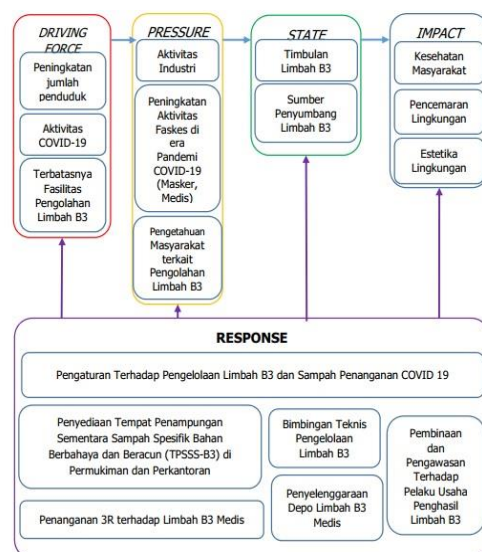 DRIVING
FORCE
Peningkatan
jumlah
penduduk
Aktivitas
COVID-19
Terbatasnya
Fasilitas
Pengolahan
Limbah B3
PRESSURE
Aktivitas
Industri
Peningkatan
Aktivitas
Faskes di
era
Pandemi
COVID-19
(Masker,
Medis)
Pengetahuan
Masyarakat
terkait
Pengolahan
Limbah B3
STATE
Timbulan
Limbah B3
Sumber
Penyumbang
Limbah B3
IMPACT
Kesehatan
Masyarakat
Pencemaran
Lingkungan
Estetika
Lingkungan
RESPONSE
Pengaturan Terhadap Pengelolaan Limbah B3 dan Sampah Penanganan COVID 19
Penyediaan Tempat Penampungan
Sementara Sampah Spesifik Bahan
Berbahaya dan Beracun (TPSSS-B3) di
Permukiman dan Perkantoran
Bimbingan Teknis
Pengelolaan
Limbah B3
Pembinaan
dan
Pengawasan
Terhadap
Pelaku Usaha
Penghasil
Limbah B3
Penanganan 3R terhadap Limbah B3 Medis
Penyelenggaraan
Depo Limbah B3
Medis